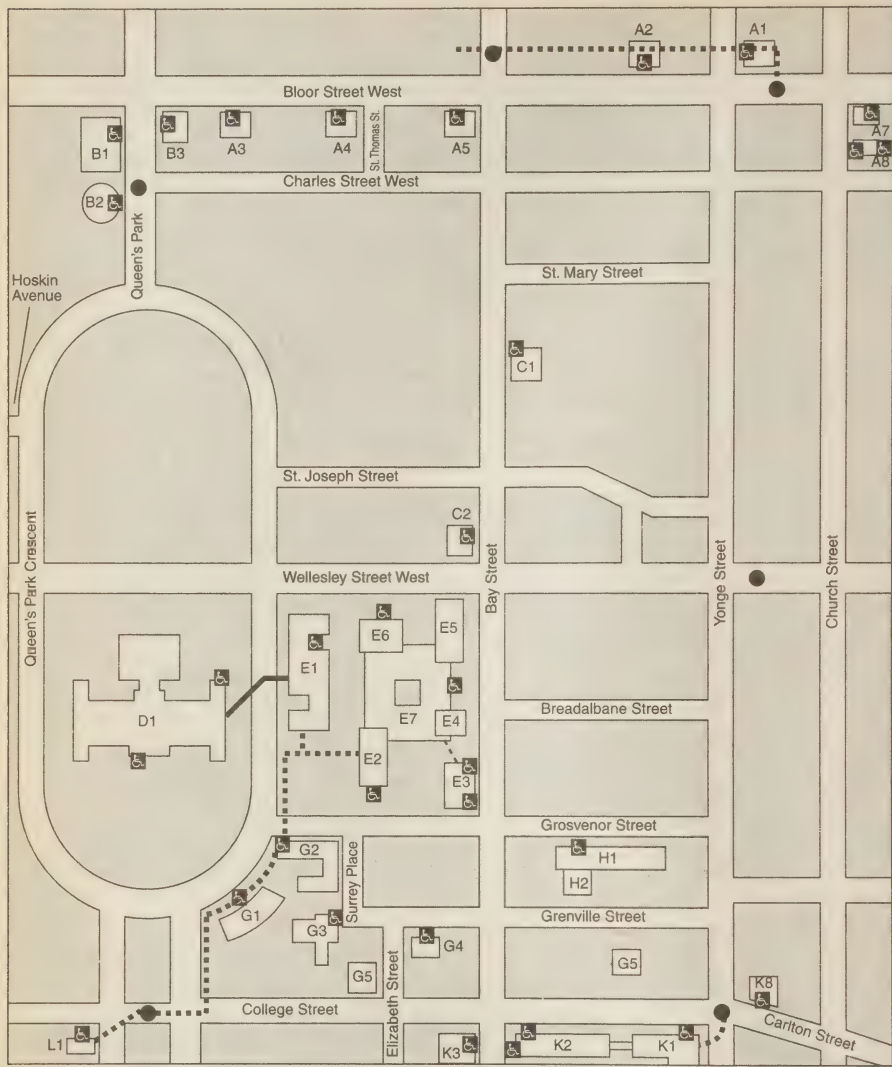 A2
A1
Bloor Street West
B1
B3
A3
A4
St. Thomas St.
A5
A7
A8
Charles Street West
B2
Queen's Park
Hoskin
Avenue
St. Mary Street
C1
St. Joseph Street
C2
Queen's Park Crescent
Wellesley Street West
Bay Street
Yonge Street
Church Street
E1
E6
E5
D1
E7
E4
Breadalbane Street
E2
E3
Grosvenor Street
G2
Surrey Place
H1
H2
G1
G3
Grenville Street
G4
G5
G5
K8
College Street
Elizabeth Street
Carlton Street
L1
K3
K2
K1